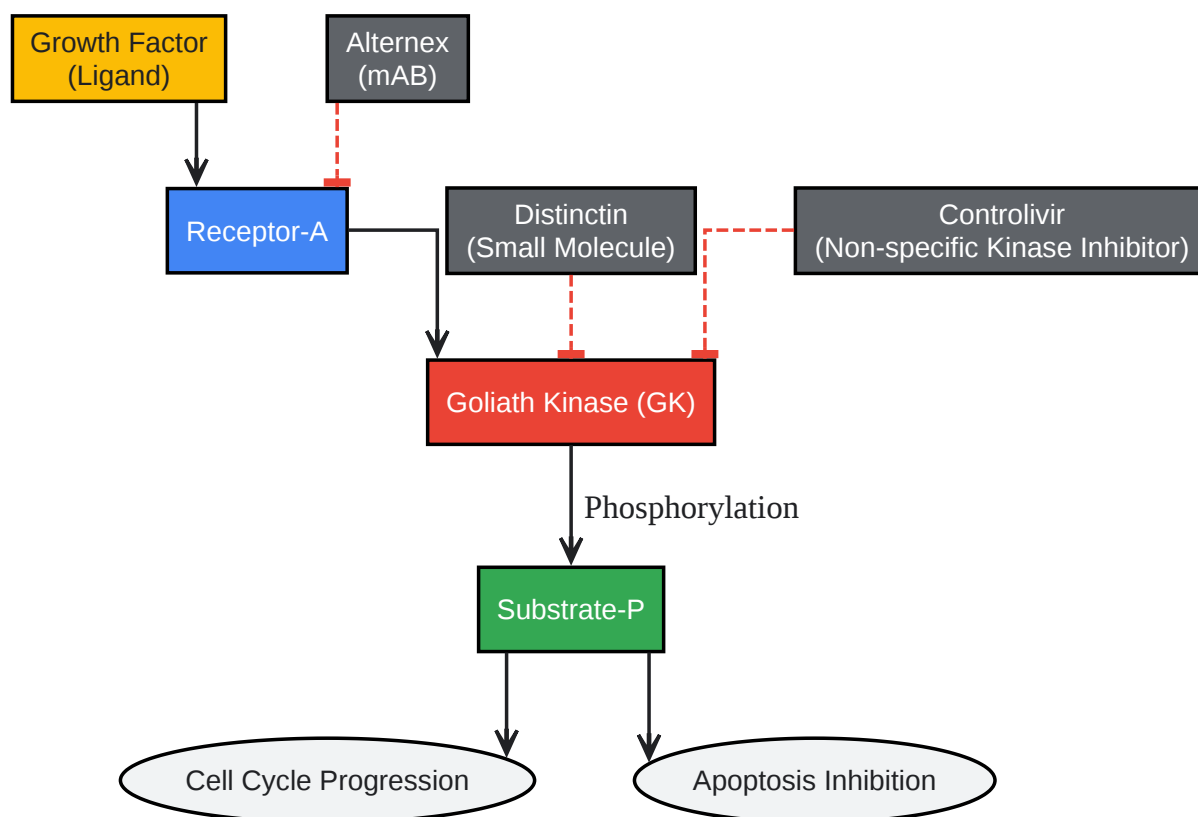 Growth Factor
(Ligand)
Alternex
(mAB)
Receptor-A
Distinctin
(Small Molecule)
Controlivir
(Non-specific Kinase Inhibitor)
Goliath Kinase (GK)
Phosphorylation
Substrate-P
Cell Cycle Progression
Apoptosis Inhibition